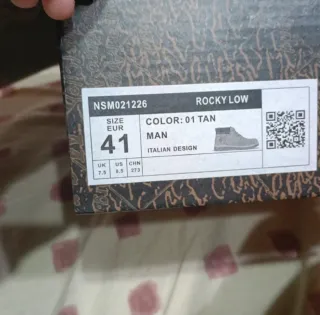 NSM021226 ROCKY LOW
SIZE
EUR
41
COLOR: 01 TAN
MAN
ITALIAN DESIGN
UK US CHN
7.5 8.5 272